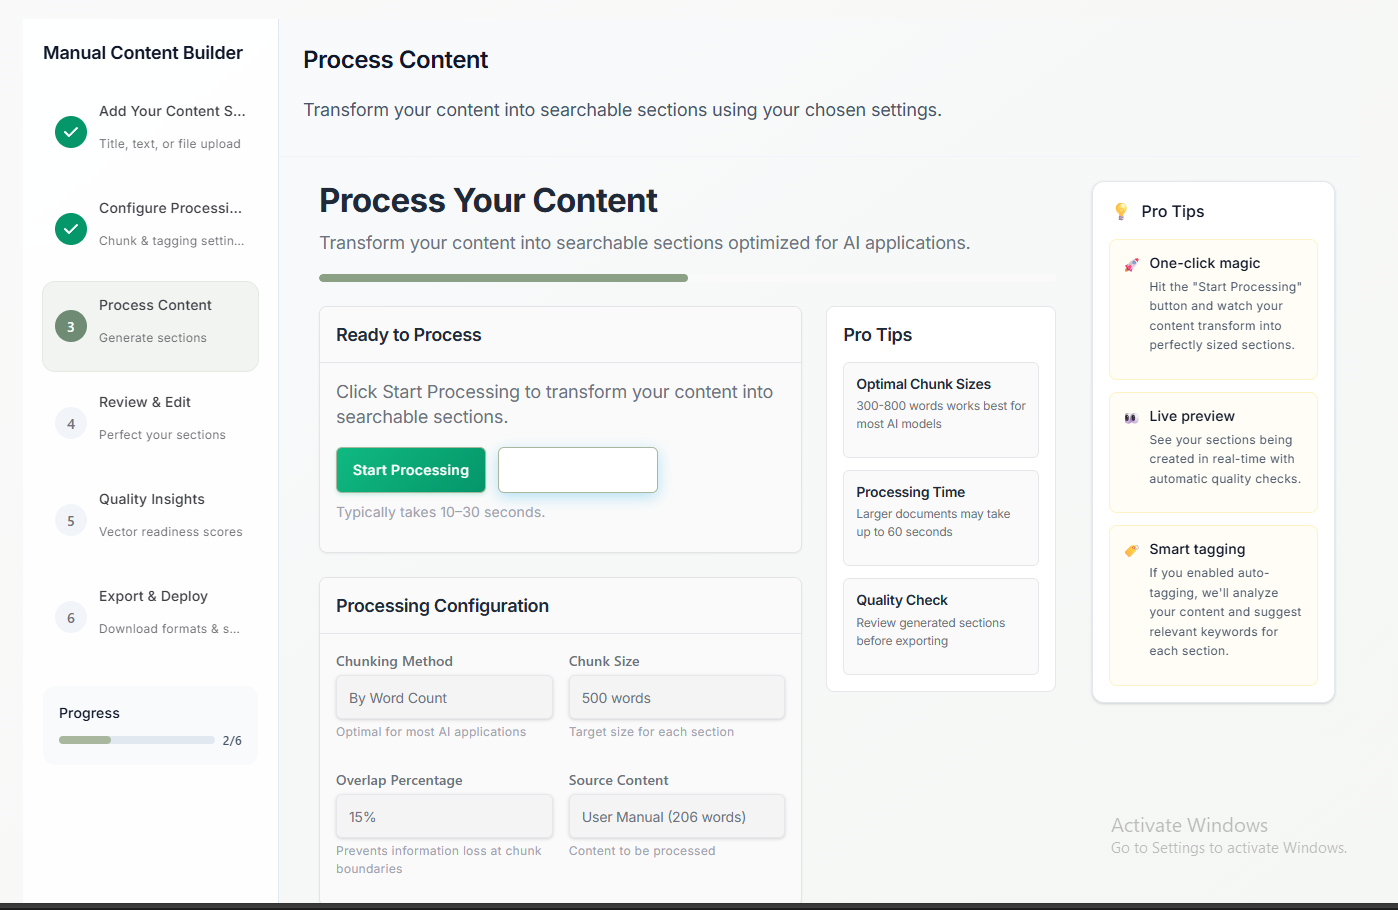 Manual Content Builder
Add Your Content S...
Title, text, or file upload
Configure Processi...
Chunk & tagging settin...
3
Process Content
Generate sections
4
Review & Edit
Perfect your sections
5
Quality Insights
Vector readiness scores
6
Export & Deploy
Download formats & s...
Progress
2/6
Process Content
Transform your content into searchable sections using your chosen settings.
Process Your Content
Transform your content into searchable sections optimized for AI applications.
Ready to Process
Click Start Processing to transform your content into
searchable sections.
Start Processing
Typically takes 10–30 seconds.
Processing Configuration
Chunking Method
By Word Count
Optimal for most AI applications
Chunk Size
500 words
Target size for each section
Overlap Percentage
15%
Prevents information loss at chunk
boundaries
Source Content
User Manual (206 words)
Content to be processed
Pro Tips
Optimal Chunk Sizes
300-800 words works best for
most AI models
Processing Time
Larger documents may take
up to 60 seconds
Quality Check
Review generated sections
before exporting
Pro Tips
One-click magic
Hit the "Start Processing"
button and watch your
content transform into
perfectly sized sections.
Live preview
See your sections being
created in real-time with
automatic quality checks.
Smart tagging
If you enabled auto-
tagging, we'll analyze
your content and suggest
relevant keywords for
each section.
Activate Windows
Go to Settings to activate Windows.